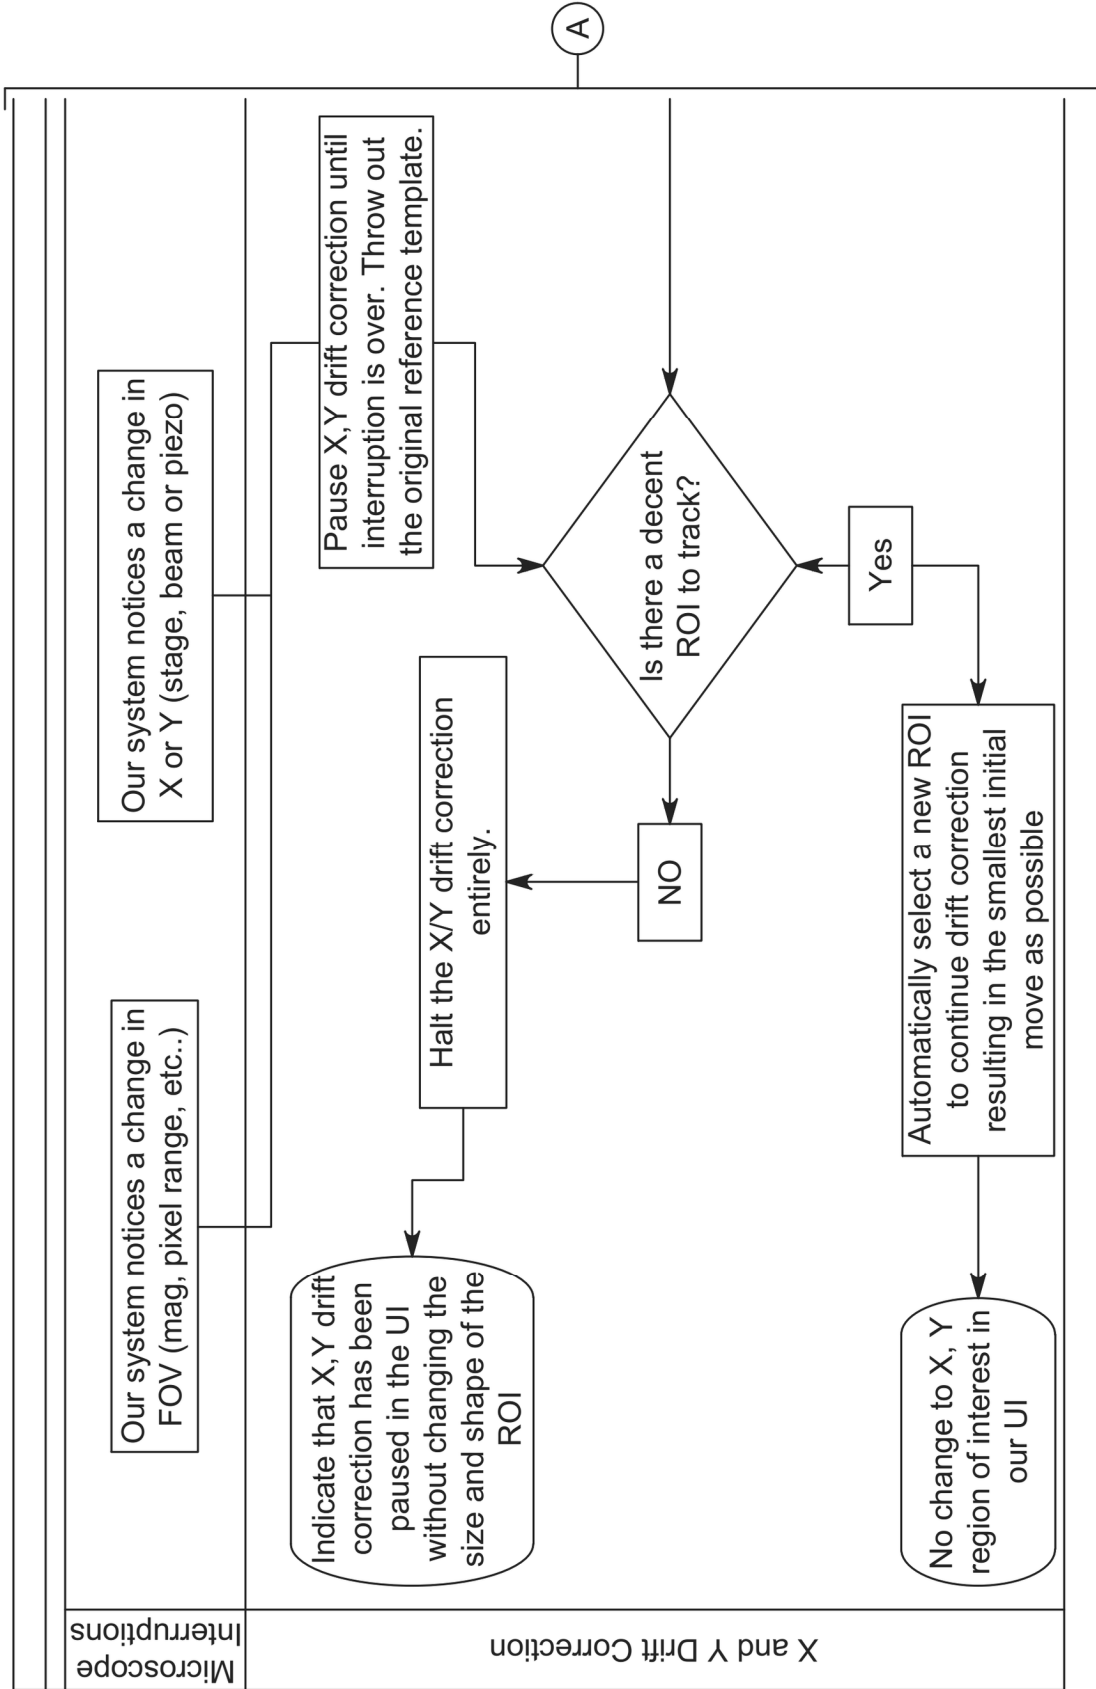 Microscope
Interruptions
Our system notices a change in
FOV (mag, pixel range, etc..)
Our system notices a change in
X or Y (stage, beam or piezo)
X and Y Drift Correction
Indicate that X,Y drift
correction has been
paused in the UI
without changing the
size and shape of the
ROI
Halt the X/Y drift correction
entirely.
Pause X,Y drift correction until
interruption is over. Throw out
the original reference template.
NO
Is there a decent
ROI to track?
Yes
No change to X, Y
region of interest in
our UI
Automatically select a new ROI
to continue drift correction
resulting in the smallest initial
move as possible
A